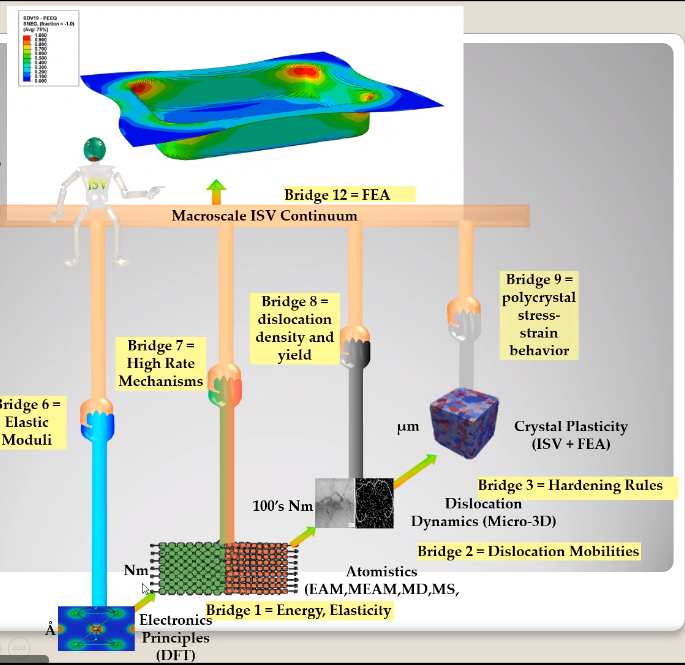 SDV19 - PEEQ
SNEG, (fraction = -1.0)
(Avg: 75%)
1.000
0.900
0.800
0.700
0.600
0.500
0.400
0.300
0.200
0.100
0.000
ISV
Bridge 12 = FEA
Macroscale ISV Continuum
Bridge 9 =
polycrystal
stress-
strain
behavior
Bridge 8 =
dislocation
density and
yield
Bridge 7 =
High Rate
Mechanisms
Bridge 6 =
Elastic
Moduli
μm
Crystal Plasticity
(ISV + FEA)
Bridge 3 = Hardening Rules
100's Nm
Dislocation
Dynamics (Micro-3D)
Bridge 2 = Dislocation Mobilities
Nm
Atomistics
(EAM,MEAM,MD,MS,
Bridge 1 = Energy, Elasticity
Å
Electronics
Principles
(DFT)